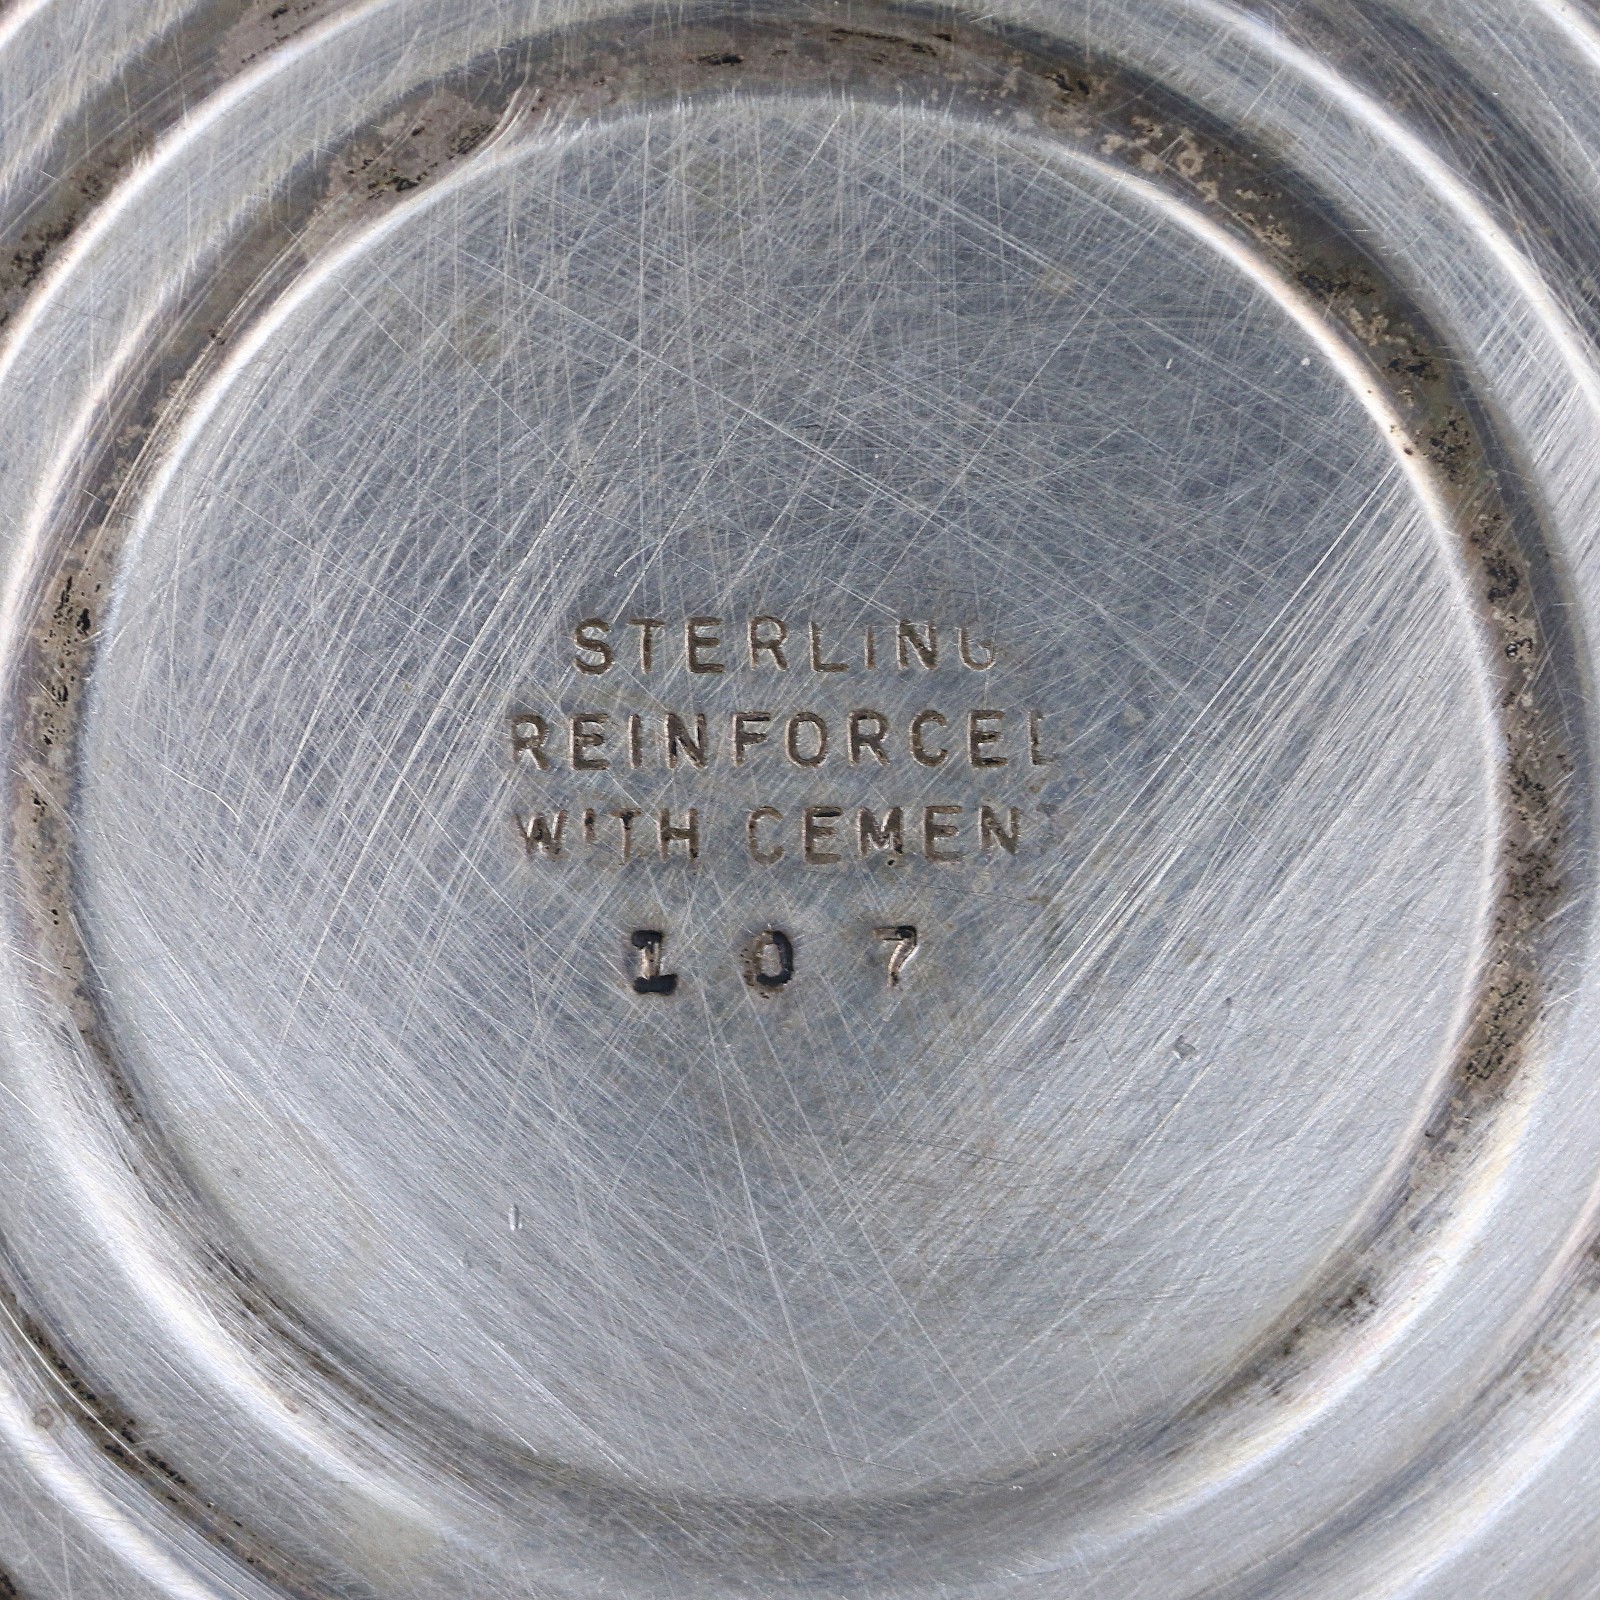 STERLING
REINFORCED
WITH CEMENT
107